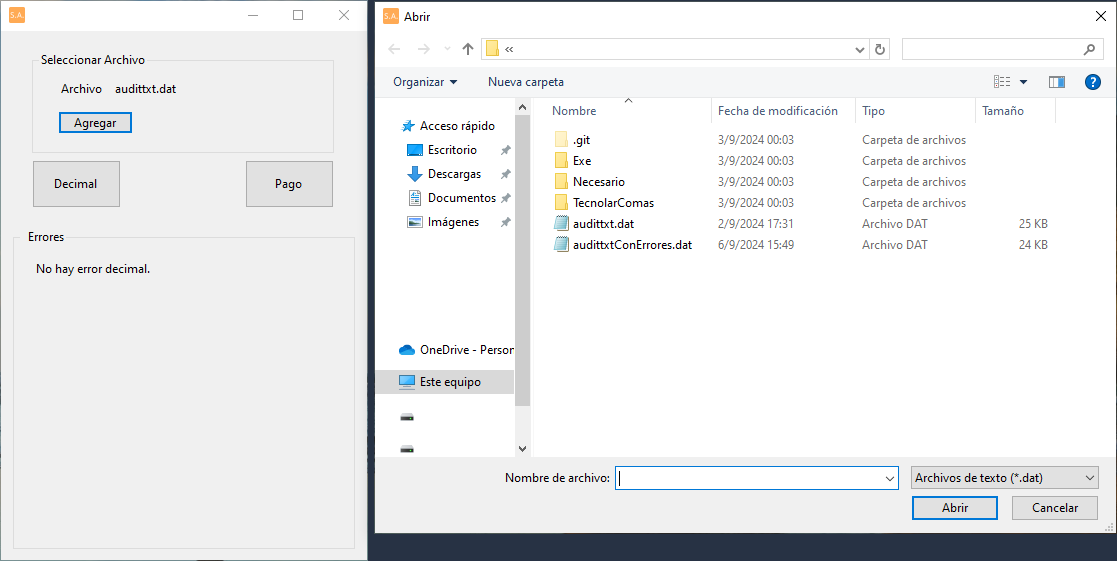 S.A.
Seleccionar Archivo
Archivo audittxt.dat
Agregar
Decimal
Pago
Errores
No hay error decimal.
S.A. Abrir
«
Organizar
Nueva carpeta
?
Nombre
Fecha de modificación
Tipo
Tamaño
Acceso rápido
Escritorio
Descargas
Documentos
Imágenes
OneDrive - Person
Este equipo
.git 3/9/2024 00:03 Carpeta de archivos
Exe 3/9/2024 00:03 Carpeta de archivos
Necesario 3/9/2024 00:03 Carpeta de archivos
TecnolarComas 3/9/2024 00:03 Carpeta de archivos
audittxt.dat 2/9/2024 17:31 Archivo DAT 25 KB
audittxtConErrores.dat 6/9/2024 15:49 Archivo DAT 24 KB
Nombre de archivo:
Archivos de texto (*.dat)
Abrir
Cancelar